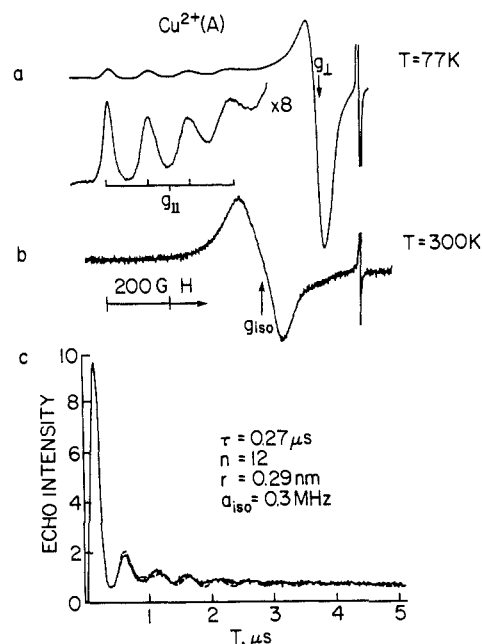 Cu²⁺(A)
a
T=77K
g⊥
x8
g||
b
T=300K
200 G H
giso
c
ECHO INTENSITY
10
8
6
4
2
0
τ = 0.27 μs
n = 12
r = 0.29 nm
aiso = 0.3 MHz
1 2 3 4 5
T, μs